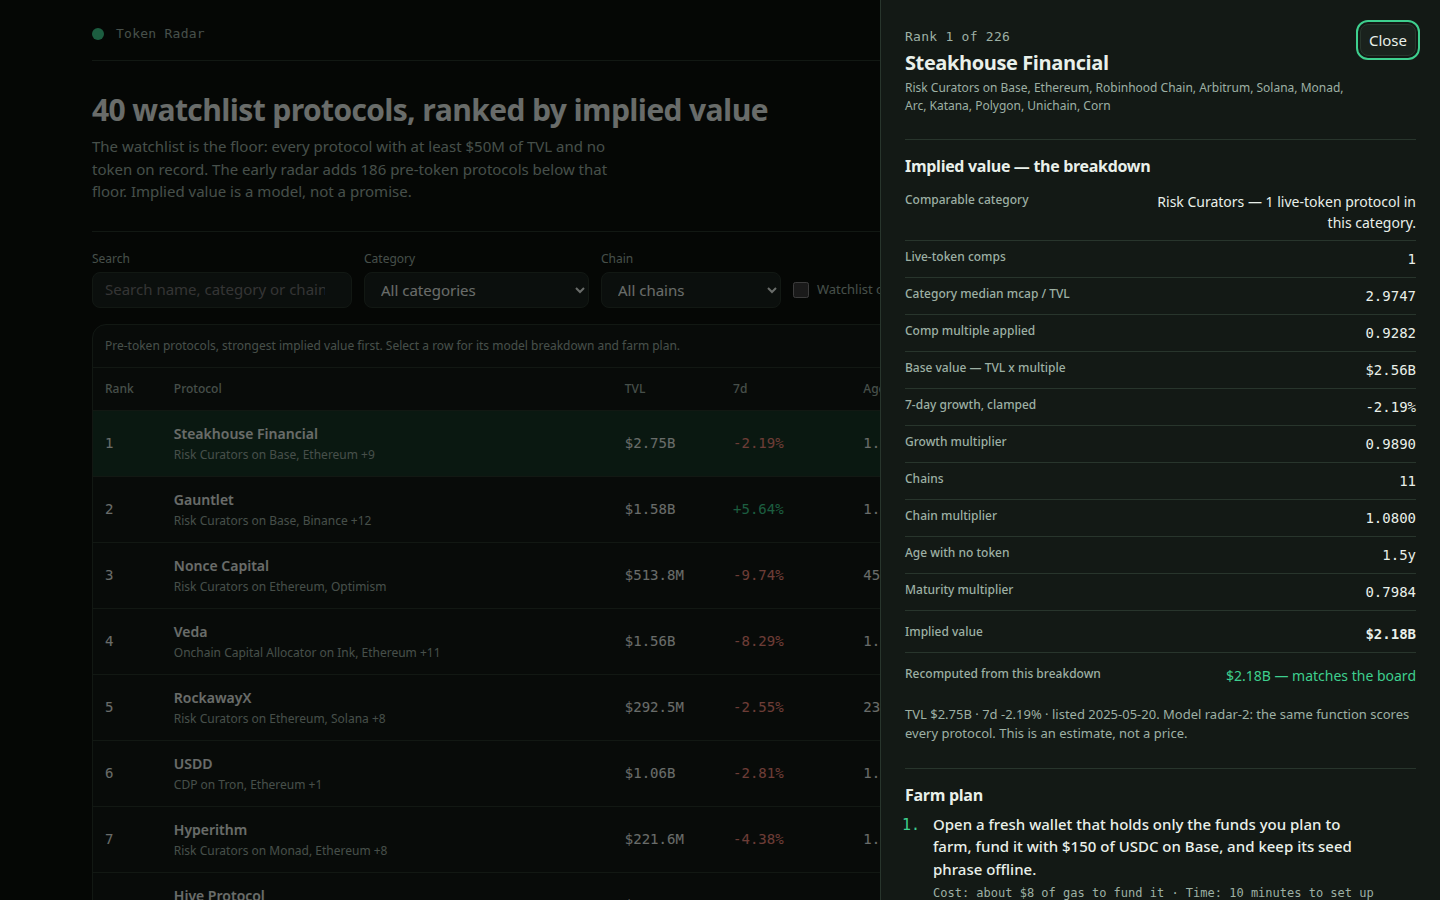 Token Radar
40 watchlist protocols, ranked by implied value
The watchlist is the floor: every protocol with at least $50M of TVL and no
token on record. The early radar adds 186 pre-token protocols below that
floor. Implied value is a model, not a promise.
Search
Category
Chain
Search name, category or chain
All categories
All chains
Watchlist
Pre-token protocols, strongest implied value first. Select a row for its model breakdown and farm plan.
Rank
Protocol
TVL
7d
1
Steakhouse Financial
Risk Curators on Base, Ethereum +9
$2.75B
-2.19%
1.
2
Gauntlet
Risk Curators on Base, Binance +12
$1.58B
+5.64%
1.
3
Nonce Capital
Risk Curators on Ethereum, Optimism
$513.8M
-9.74%
45
4
Veda
Onchain Capital Allocator on Ink, Ethereum +11
$1.56B
-8.29%
1.
5
RockawayX
Risk Curators on Ethereum, Solana +8
$292.5M
-2.55%
23
6
USDD
CDP on Tron, Ethereum +1
$1.06B
-2.81%
1.
7
Hyperithm
Risk Curators on Monad, Ethereum +8
$221.6M
-4.38%
1.
Hive Protocol
Rank 1 of 226
Close
Steakhouse Financial
Risk Curators on Base, Ethereum, Robinhood Chain, Arbitrum, Solana, Monad,
Arc, Katana, Polygon, Unichain, Corn
Implied value — the breakdown
Comparable category
Risk Curators — 1 live-token protocol in
this category.
Live-token comps
1
Category median mcap / TVL
2.9747
Comp multiple applied
0.9282
Base value — TVL x multiple
$2.56B
7-day growth, clamped
-2.19%
Growth multiplier
0.9890
Chains
11
Chain multiplier
1.0800
Age with no token
1.5y
Maturity multiplier
0.7984
Implied value
$2.18B
Recomputed from this breakdown
$2.18B — matches the board
TVL $2.75B · 7d -2.19% · listed 2025-05-20. Model radar-2: the same function scores
every protocol. This is an estimate, not a price.
Farm plan
1. Open a fresh wallet that holds only the funds you plan to
farm, fund it with $150 of USDC on Base, and keep its seed
phrase offline.
Cost: about $8 of gas to fund it · Time: 10 minutes to set up